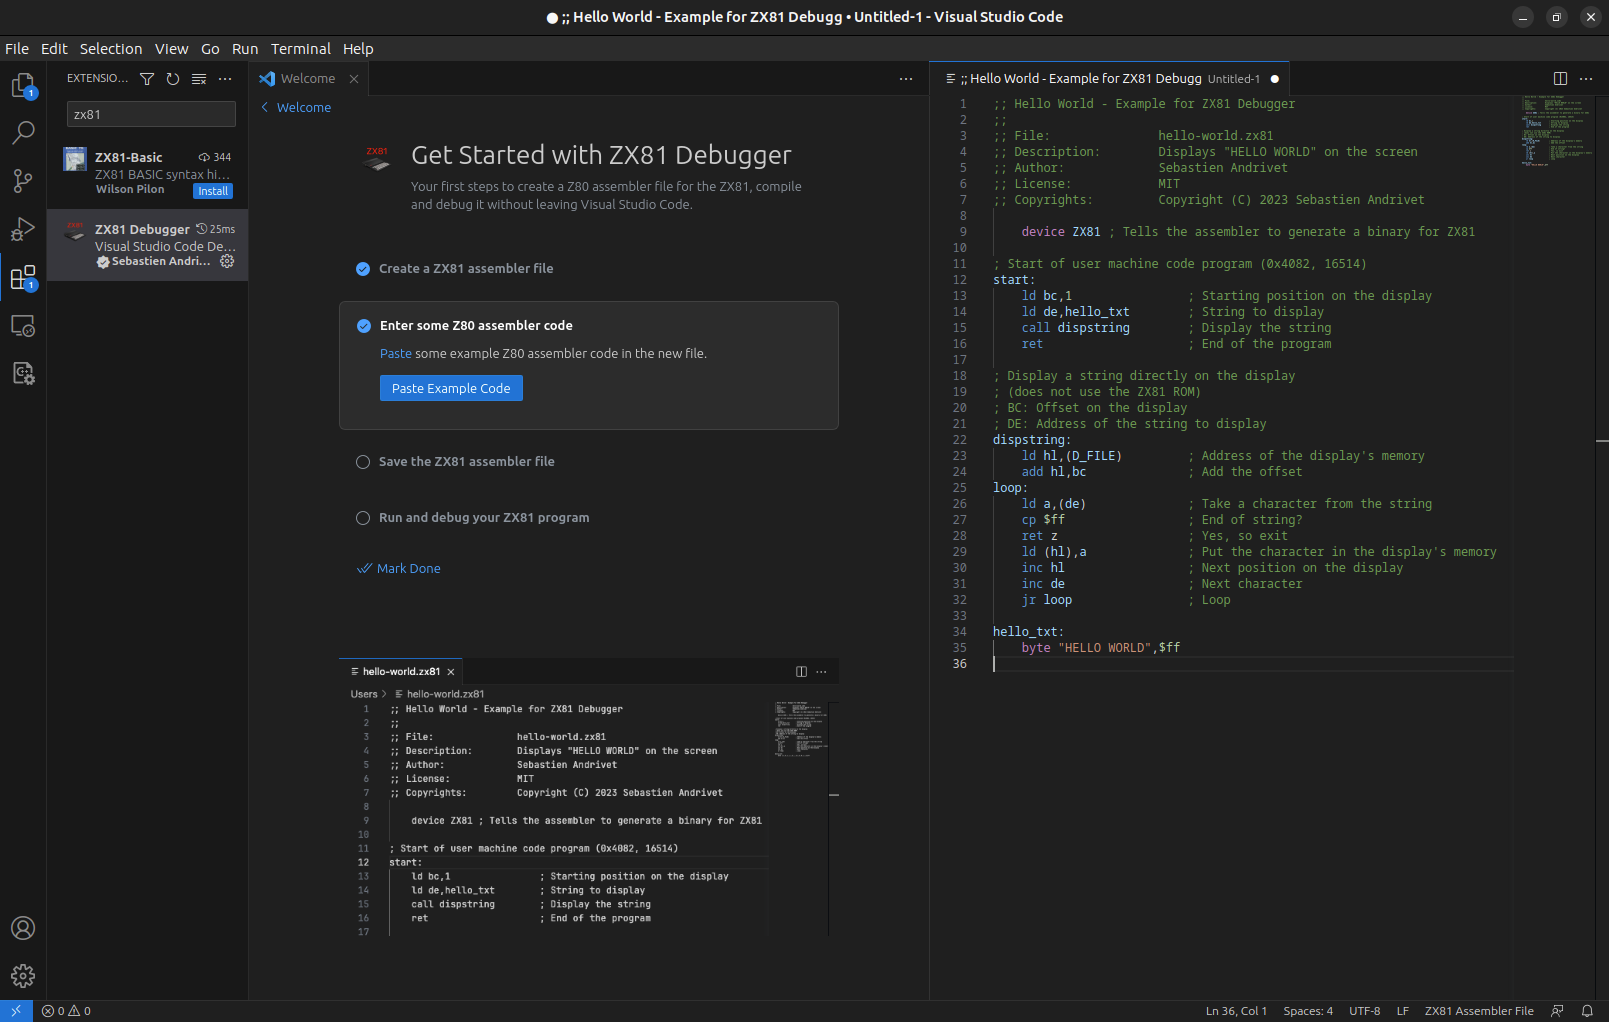 ;; Hello World - Example for ZX81 Debugg • Untitled-1 - Visual Studio Code
File Edit Selection View Go Run Terminal Help
EXTENSIO...
zx81
ZX81-Basic 344
ZX81 BASIC syntax hi...
Wilson Pilon Install
ZX81 Debugger 25ms
Visual Studio Code De...
Sebastien Andri...
1
1
Welcome
Welcome
ZX81
Get Started with ZX81 Debugger
Your first steps to create a Z80 assembler file for the ZX81, compile
and debug it without leaving Visual Studio Code.
Create a ZX81 assembler file
Enter some Z80 assembler code
Paste some example Z80 assembler code in the new file.
Paste Example Code
Save the ZX81 assembler file
Run and debug your ZX81 program
Mark Done
hello-world.zx81
Users > hello-world.zx81
1 ;; Hello World - Example for ZX81 Debugger
2 ;;
3 ;; File: hello-world.zx81
4 ;; Description: Displays "HELLO WORLD" on the screen
5 ;; Author: Sebastien Andrivet
6 ;; License: MIT
7 ;; Copyrights: Copyright (C) 2023 Sebastien Andrivet
8
9 device ZX81 ; Tells the assembler to generate a binary for ZX81
10
11 ; Start of user machine code program (0x4082, 16514)
12 start:
13 ld bc,1 ; Starting position on the display
14 ld de,hello_txt ; String to display
15 call dispstring ; Display the string
16 ret ; End of the program
17
;; Hello World - Example for ZX81 Debugg Untitled-1
1 ;; Hello World - Example for ZX81 Debugger
2 ;;
3 ;; File: hello-world.zx81
4 ;; Description: Displays "HELLO WORLD" on the screen
5 ;; Author: Sebastien Andrivet
6 ;; License: MIT
7 ;; Copyrights: Copyright (C) 2023 Sebastien Andrivet
8
9 device ZX81 ; Tells the assembler to generate a binary for ZX81
10
11 ; Start of user machine code program (0x4082, 16514)
12 start:
13 ld bc,1 ; Starting position on the display
14 ld de,hello_txt ; String to display
15 call dispstring ; Display the string
16 ret ; End of the program
17
18 ; Display a string directly on the display
19 ; (does not use the ZX81 ROM)
20 ; BC: Offset on the display
21 ; DE: Address of the string to display
22 dispstring:
23 ld hl,(D_FILE) ; Address of the display's memory
24 add hl,bc ; Add the offset
25 loop:
26 ld a,(de) ; Take a character from the string
27 cp $ff ; End of string?
28 ret z ; Yes, so exit
29 ld (hl),a ; Put the character in the display's memory
30 inc hl ; Next position on the display
31 inc de ; Next character
32 jr loop ; Loop
33
34 hello_txt:
35 byte "HELLO WORLD",$ff
36
0 0
Ln 36, Col 1 Spaces: 4 UTF-8 LF ZX81 Assembler File